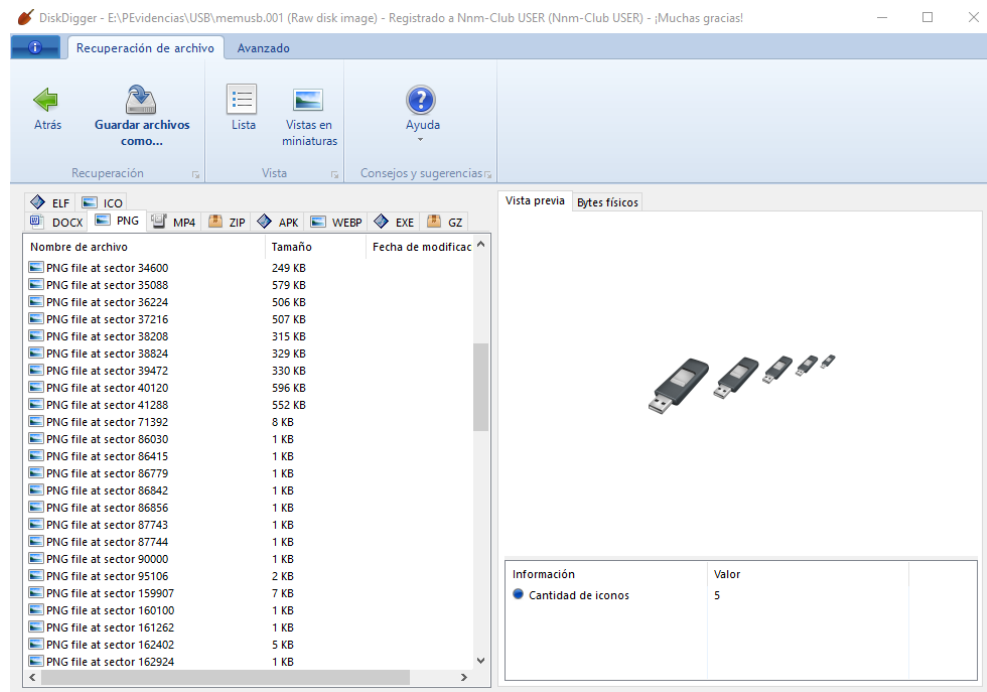 DiskDigger - E:\PEvidencias\USB\memusb.001 (Raw disk image) - Registrado a Nnm-Club USER (Nnm-Club USER) - ¡Muchas gracias!
Recuperación de archivo Avanzado
Atrás
Guardar archivos como...
Lista
Vistas en miniaturas
Ayuda
Recuperación
Vista
Consejos y sugerencias
ELF ICO
DOCX PNG MP4 ZIP APK WEBP EXE GZ
Nombre de archivo Tamaño Fecha de modificac
PNG file at sector 34600 249 KB
PNG file at sector 35088 579 KB
PNG file at sector 36224 506 KB
PNG file at sector 37216 507 KB
PNG file at sector 38208 315 KB
PNG file at sector 38824 329 KB
PNG file at sector 39472 330 KB
PNG file at sector 40120 596 KB
PNG file at sector 41288 552 KB
PNG file at sector 71392 8 KB
PNG file at sector 86030 1 KB
PNG file at sector 86415 1 KB
PNG file at sector 86779 1 KB
PNG file at sector 86842 1 KB
PNG file at sector 86856 1 KB
PNG file at sector 87743 1 KB
PNG file at sector 87744 1 KB
PNG file at sector 90000 1 KB
PNG file at sector 95106 2 KB
PNG file at sector 159907 7 KB
PNG file at sector 160100 1 KB
PNG file at sector 161262 1 KB
PNG file at sector 162402 5 KB
PNG file at sector 162924 1 KB
Vista previa Bytes físicos
Información Valor
Cantidad de iconos 5